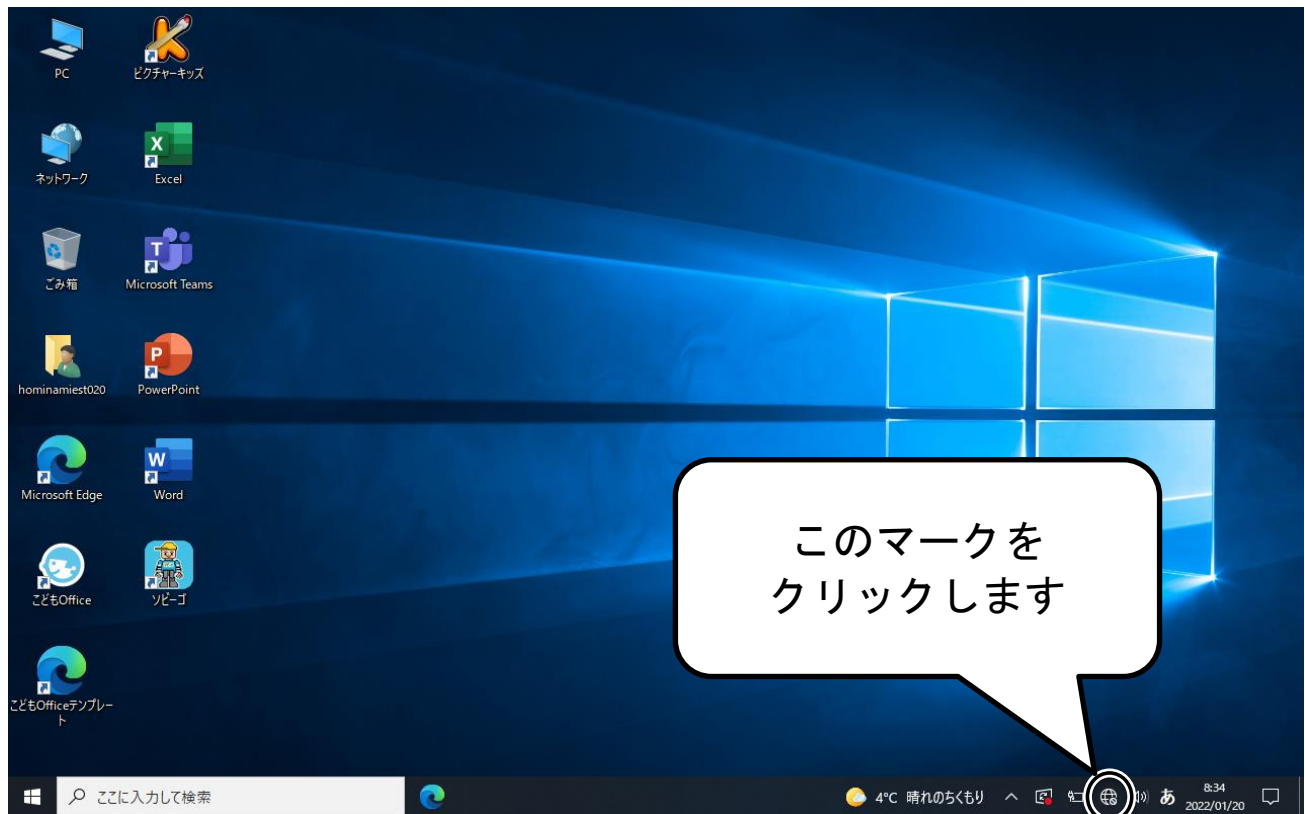 PC
ピクチャーキッズ
ネットワーク
Excel
ごみ箱
Microsoft Teams
hominamiest020
PowerPoint
Microsoft Edge
Word
こどもOffice
ソビーゴ
こどもOfficeテンプレー
ト
このマークを
クリックします
ここに入力して検索
4°C 晴れのちくもり
あ
8:34
2022/01/20